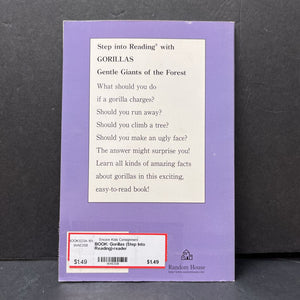 Step into Reading® with
GORILLAS
Gentle Giants of the Forest
What should you do
if a gorilla charges?
Should you run away?
Should you climb a tree?
Should you make an ugly face?
The answer might surprise you!
Learn all kinds of amazing facts
about gorillas in this exciting,
easy-to-read book!
Encore Kids Consignment
BOOK: Gorillas (Step Into
Reading)-reader
$1.49
$1.49
Random House